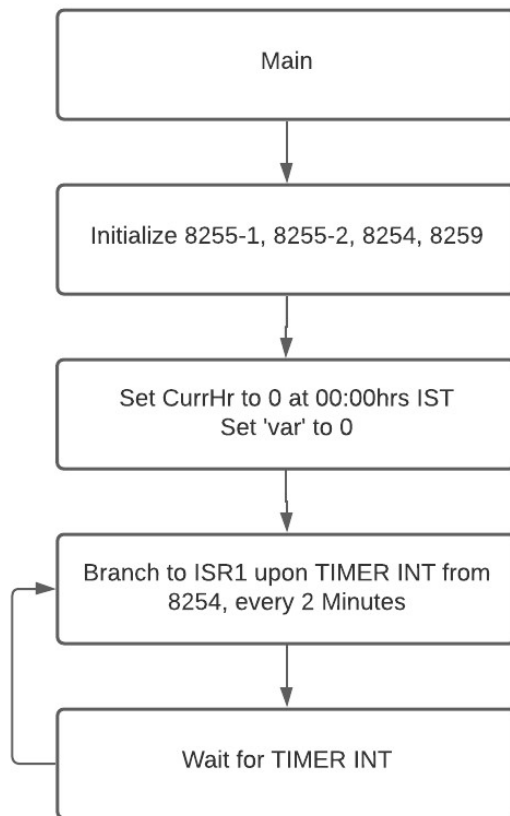 Main
Initialize 8255-1, 8255-2, 8254, 8259
Set CurrHr to 0 at 00:00hrs IST
Set 'var' to 0
Branch to ISR1 upon TIMER INT from
8254, every 2 Minutes
Wait for TIMER INT